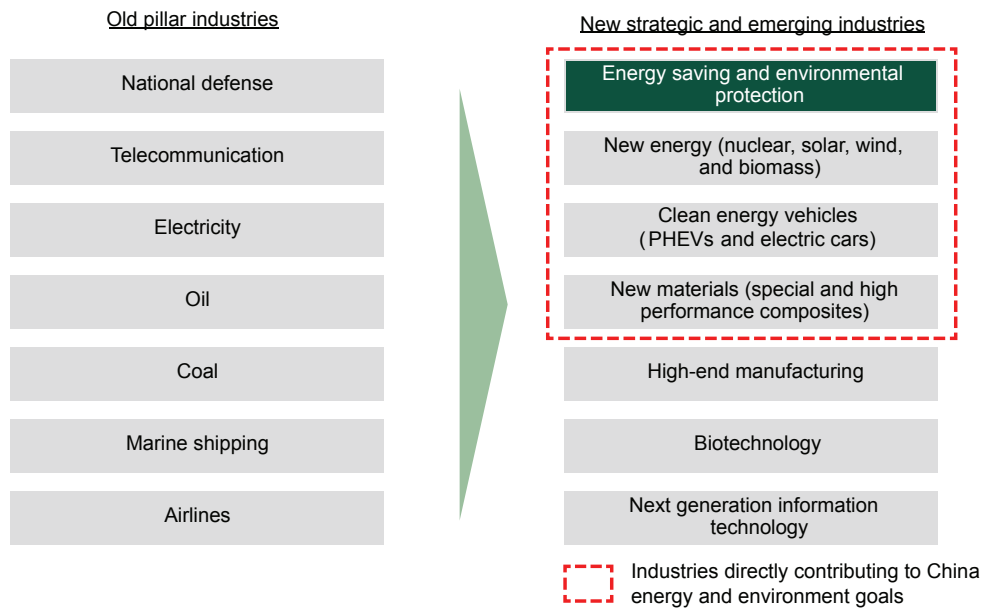 Old pillar industries
National defense
Telecommunication
Electricity
Oil
Coal
Marine shipping
Airlines
New strategic and emerging industries
Energy saving and environmental
protection
New energy (nuclear, solar, wind,
and biomass)
Clean energy vehicles
(PHEVs and electric cars)
New materials (special and high
performance composites)
High-end manufacturing
Biotechnology
Next generation information
technology
Industries directly contributing to China
energy and environment goals